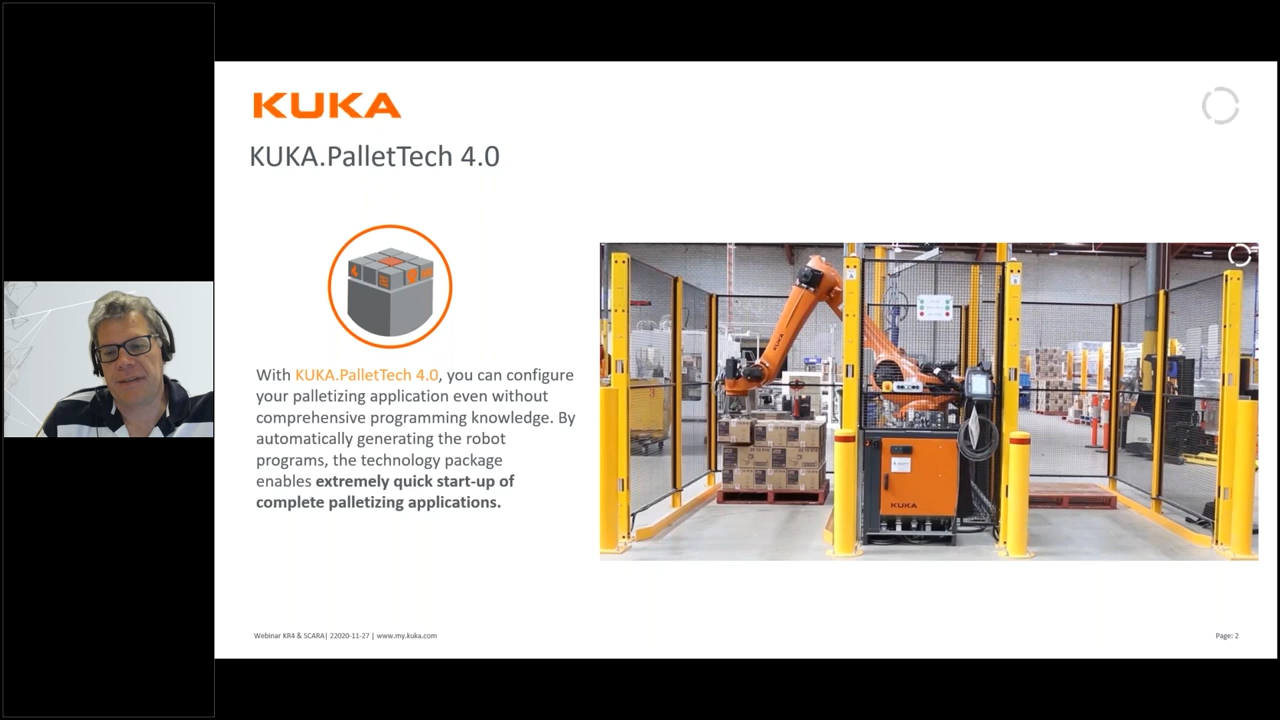 KUKA
KUKA.PalletTech 4.0
With KUKA.PalletTech 4.0, you can configure
your palletizing application even without
comprehensive programming knowledge. By
automatically generating the robot
programs, the technology package
enables extremely quick start-up of
complete palletizing applications.
KUKA
KUKA
Webinar KR4 & SCARA| 22020-11-27 | www.my.kuka.com
Page: 2